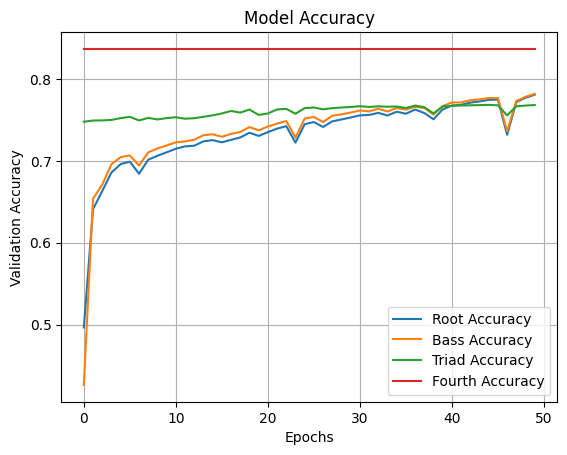 Model Accuracy
Validation Accuracy
0.8
0.7
0.6
0.5
0
10
20
30
40
50
Epochs
Root Accuracy
Bass Accuracy
Triad Accuracy
Fourth Accuracy